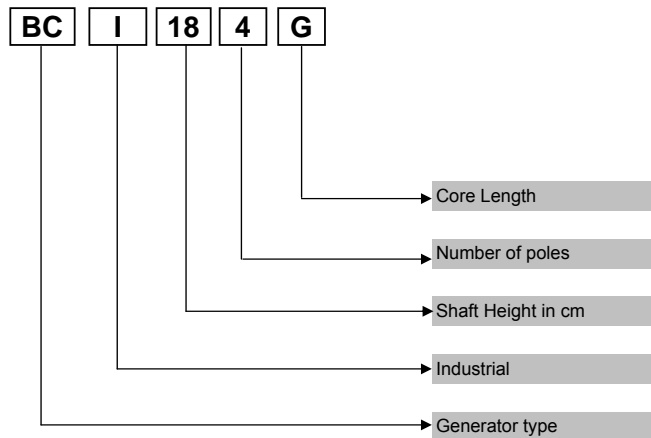 BC I 18 4 G
Core Length
Number of poles
Shaft Height in cm
Industrial
Generator type